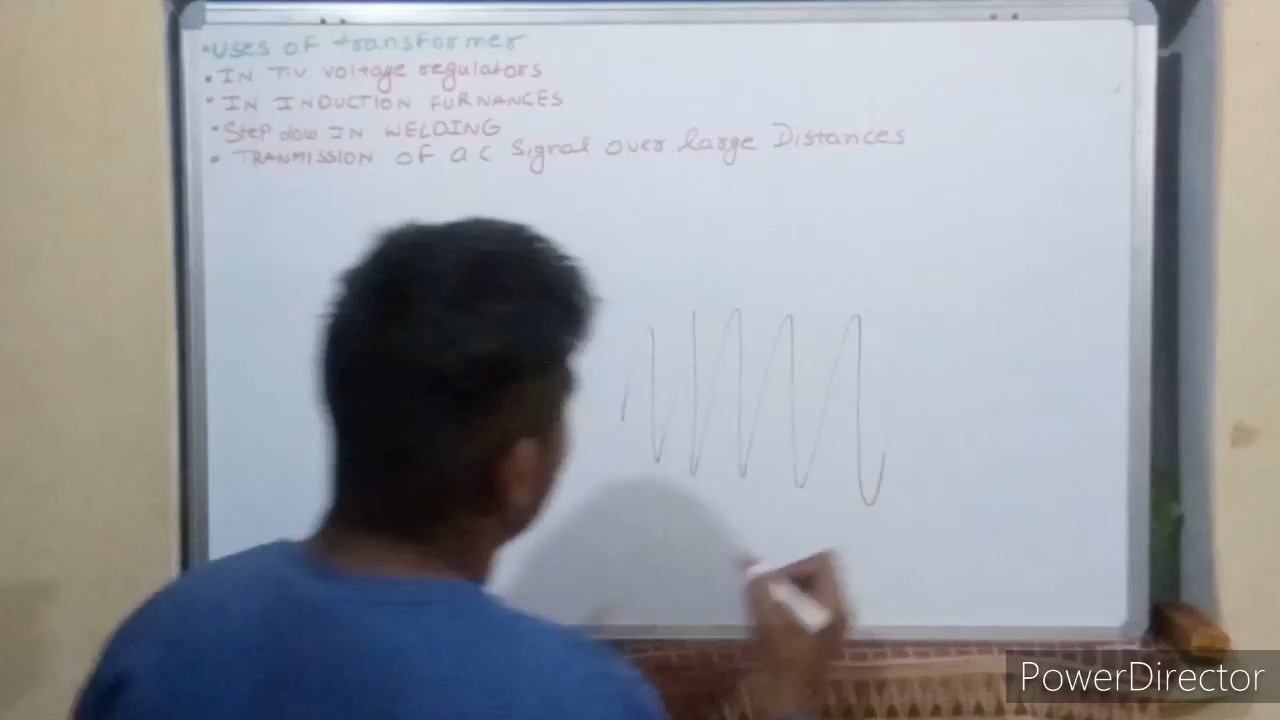 •Uses of transformer
•IN T.V voltage regulators
•IN INDUCTION FURNANCES
•Step dow IN WELDING
• TRANMISSION OF a c Signal over large Distances
PowerDirector